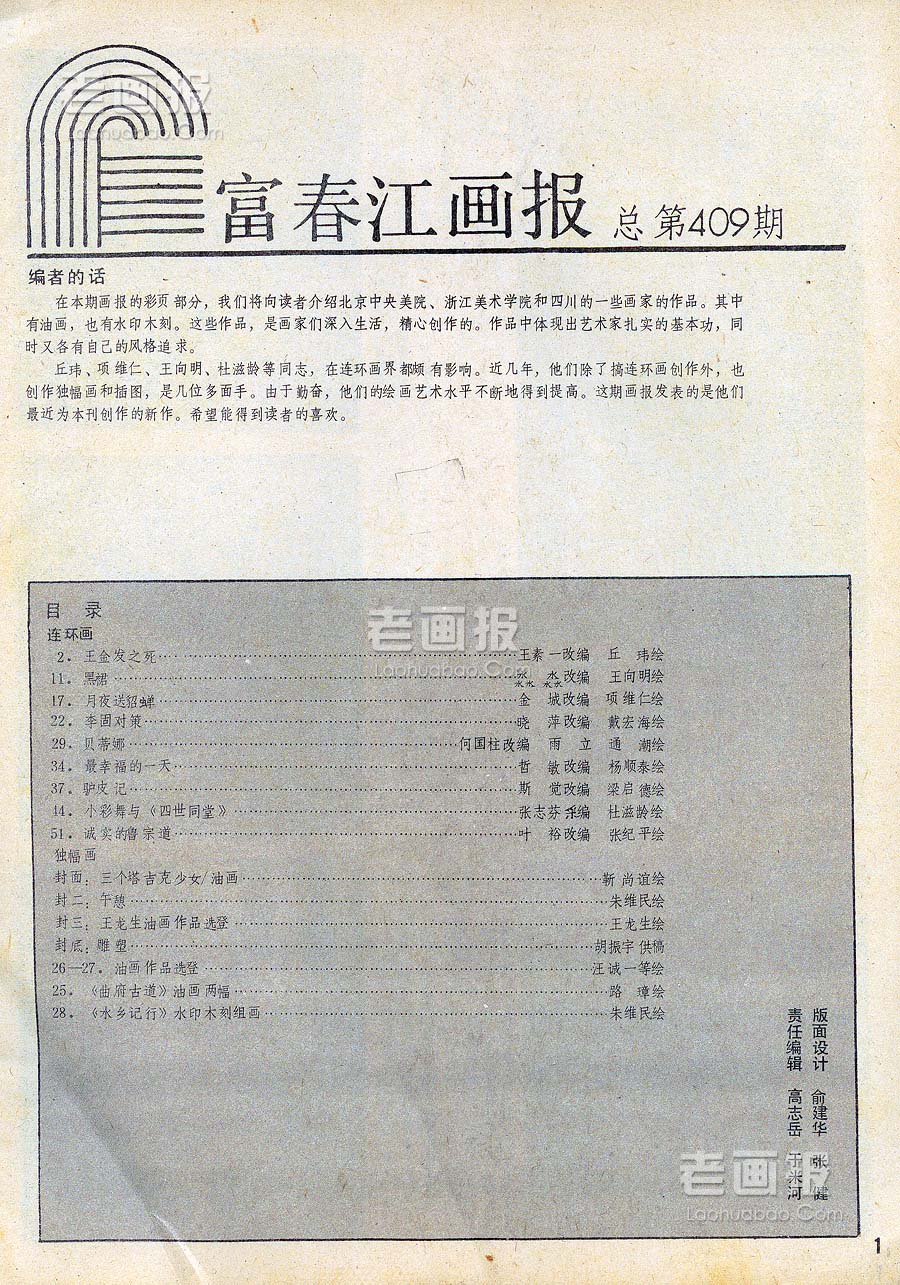 老画报
Laohuabao.Com
富春江画报 总第409期
编者的话
在本期画报的彩页部分，我们将向读者介绍北京中央美院、浙江美术学院和四川的一些画家的作品。其中
有油画，也有水印木刻。这些作品，是画家们深入生活，精心创作的。作品中体现出艺术家扎实的基本功，同
时又各有自己的风格追求。
丘玮、项维仁、王向明、杜滋龄等同志，在连环画界都颇有影响。近几年，他们除了搞连环画创作外，也
创作独幅画和插图，是几位多面手。由于勤奋，他们的绘画艺术水平不断地得到提高。这期画报发表的是他们
最近为本刊创作的新作。希望能得到读者的喜欢。
目 录
老画报
Laohuabao.Com
连环画
2．王金发之死……王素一改编 丘 玮绘
11．黑裙……淼 淼改编 王向明绘
17．月夜送貂蝉……金 城改编 项维仁绘
22．李固对策……晓 萍改编 戴宏海绘
29．贝蒂娜……何国柱改编 雨 立 通 潮绘
34．最幸福的一天……哲 敏改编 杨顺泰绘
37．驴皮记……斯 觉改编 梁启德绘
44．小彩舞与《四世同堂》……张志芬 编 杜滋龄绘
51．诚实的鲁宗道……叶 裕改编 张纪平绘
独幅画
封面：三个塔吉克少女/油画……靳尚谊绘
封二：午憩……朱维民绘
封三：王龙生油画作品选登……王龙生绘
封底：雕塑……胡振宇供稿
26—27．油画作品选登……汪诚一等绘
25．《曲府古道》油画两幅……路 璋绘
28．《水乡记行》水印木刻组画……朱维民绘
版面设计 俞建华 张 健
责任编辑 高志岳 于米河
老画报
Laohuabao.Com
1